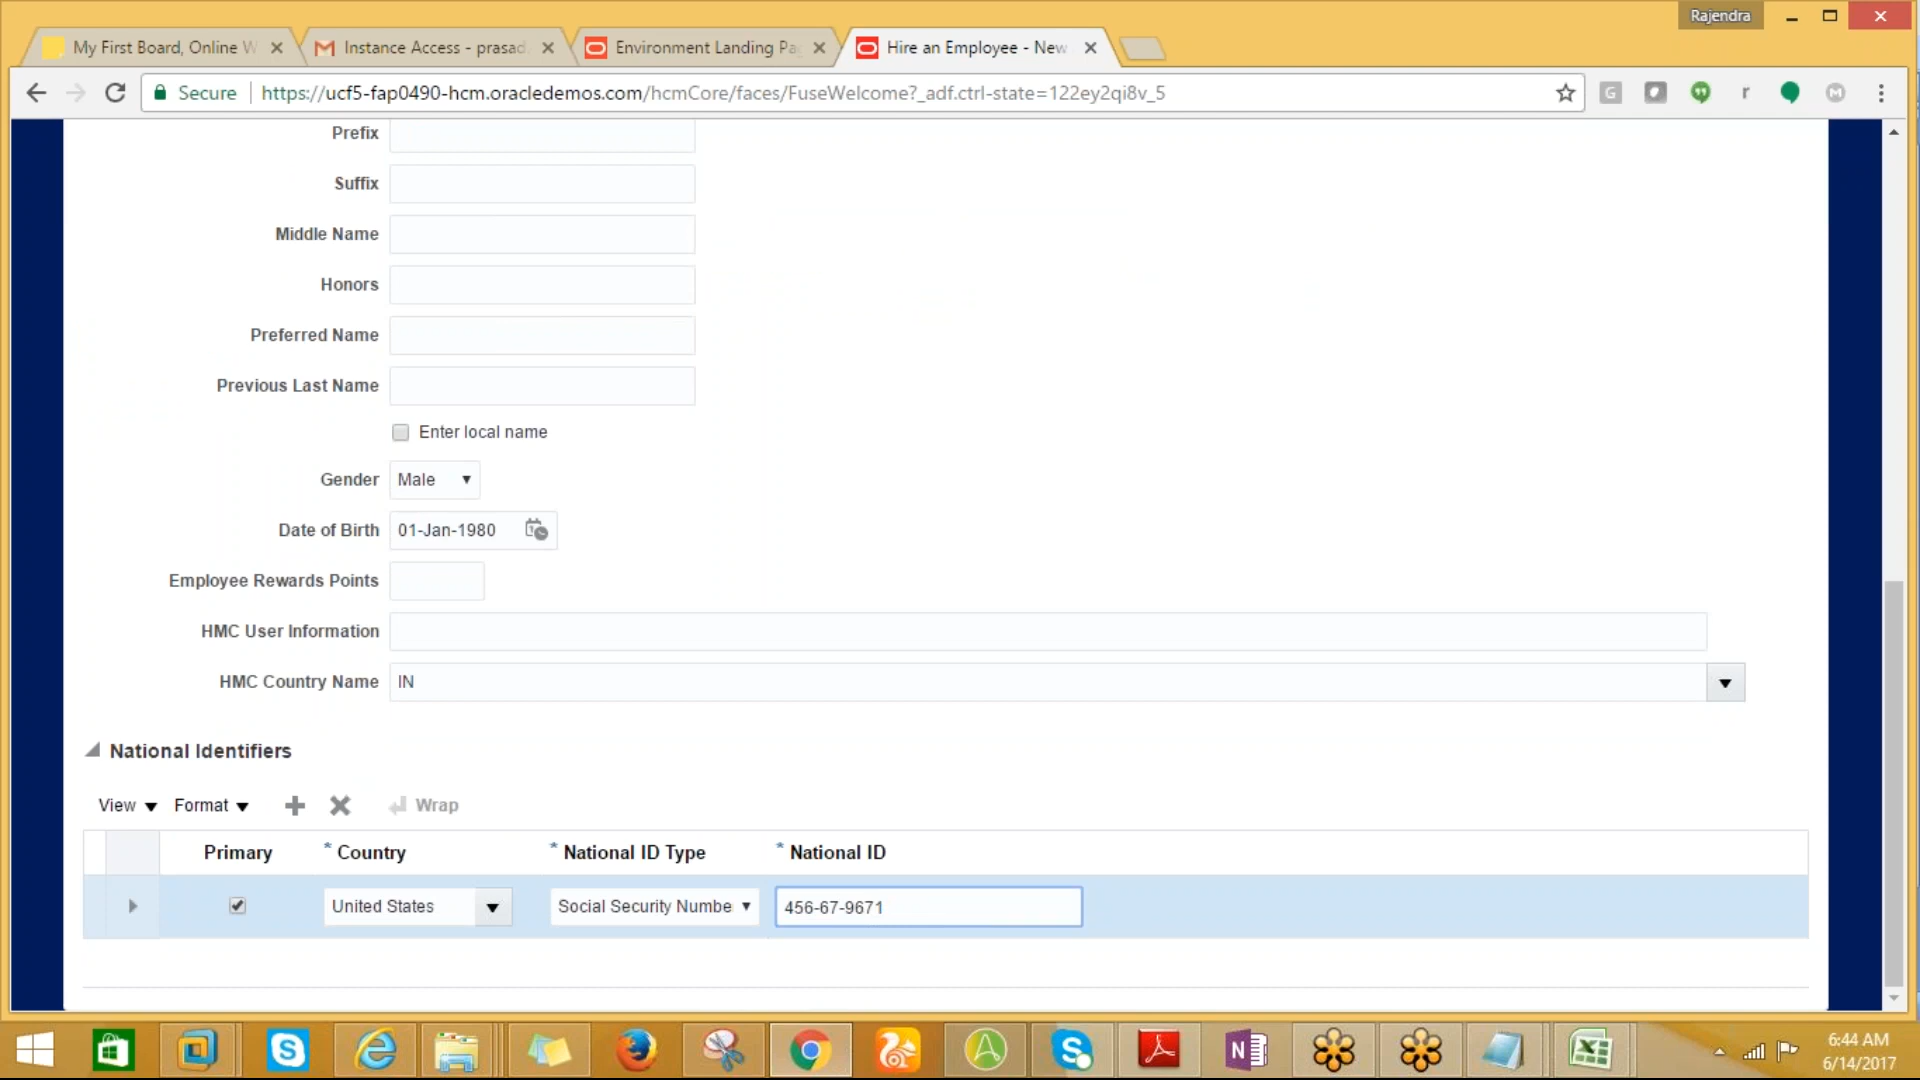 Rajendra
My First Board, Online W
Instance Access - prasad
Environment Landing Pa
Hire an Employee - New
Secure
https://ucf5-fap0490-hcm.oracledemos.com/hcmCore/faces/FuseWelcome?_adf.ctrl-state=122ey2qi8v_5
Prefix
Suffix
Middle Name
Honors
Preferred Name
Previous Last Name
Enter local name
Gender Male
Date of Birth 01-Jan-1980
Employee Rewards Points
HMC User Information
HMC Country Name IN
National Identifiers
View Format Wrap
Primary * Country * National ID Type * National ID
United States Social Security Numbe 456-67-9671
6:44 AM
6/14/2017